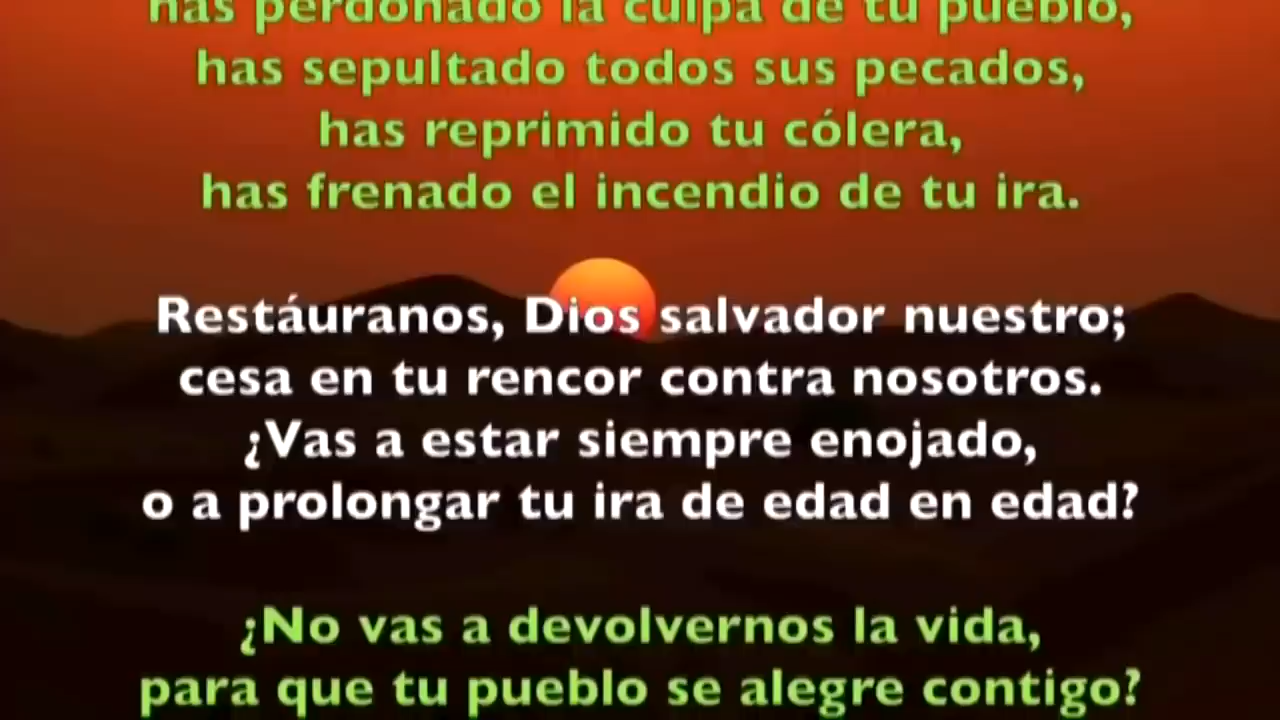 has perdonado la culpa de tu pueblo,
has sepultado todos sus pecados,
has reprimido tu cólera,
has frenado el incendio de tu ira.
Restáuranos, Dios salvador nuestro;
cesa en tu rencor contra nosotros.
¿Vas a estar siempre enojado,
o a prolongar tu ira de edad en edad?
¿No vas a devolvernos la vida,
para que tu pueblo se alegre contigo?